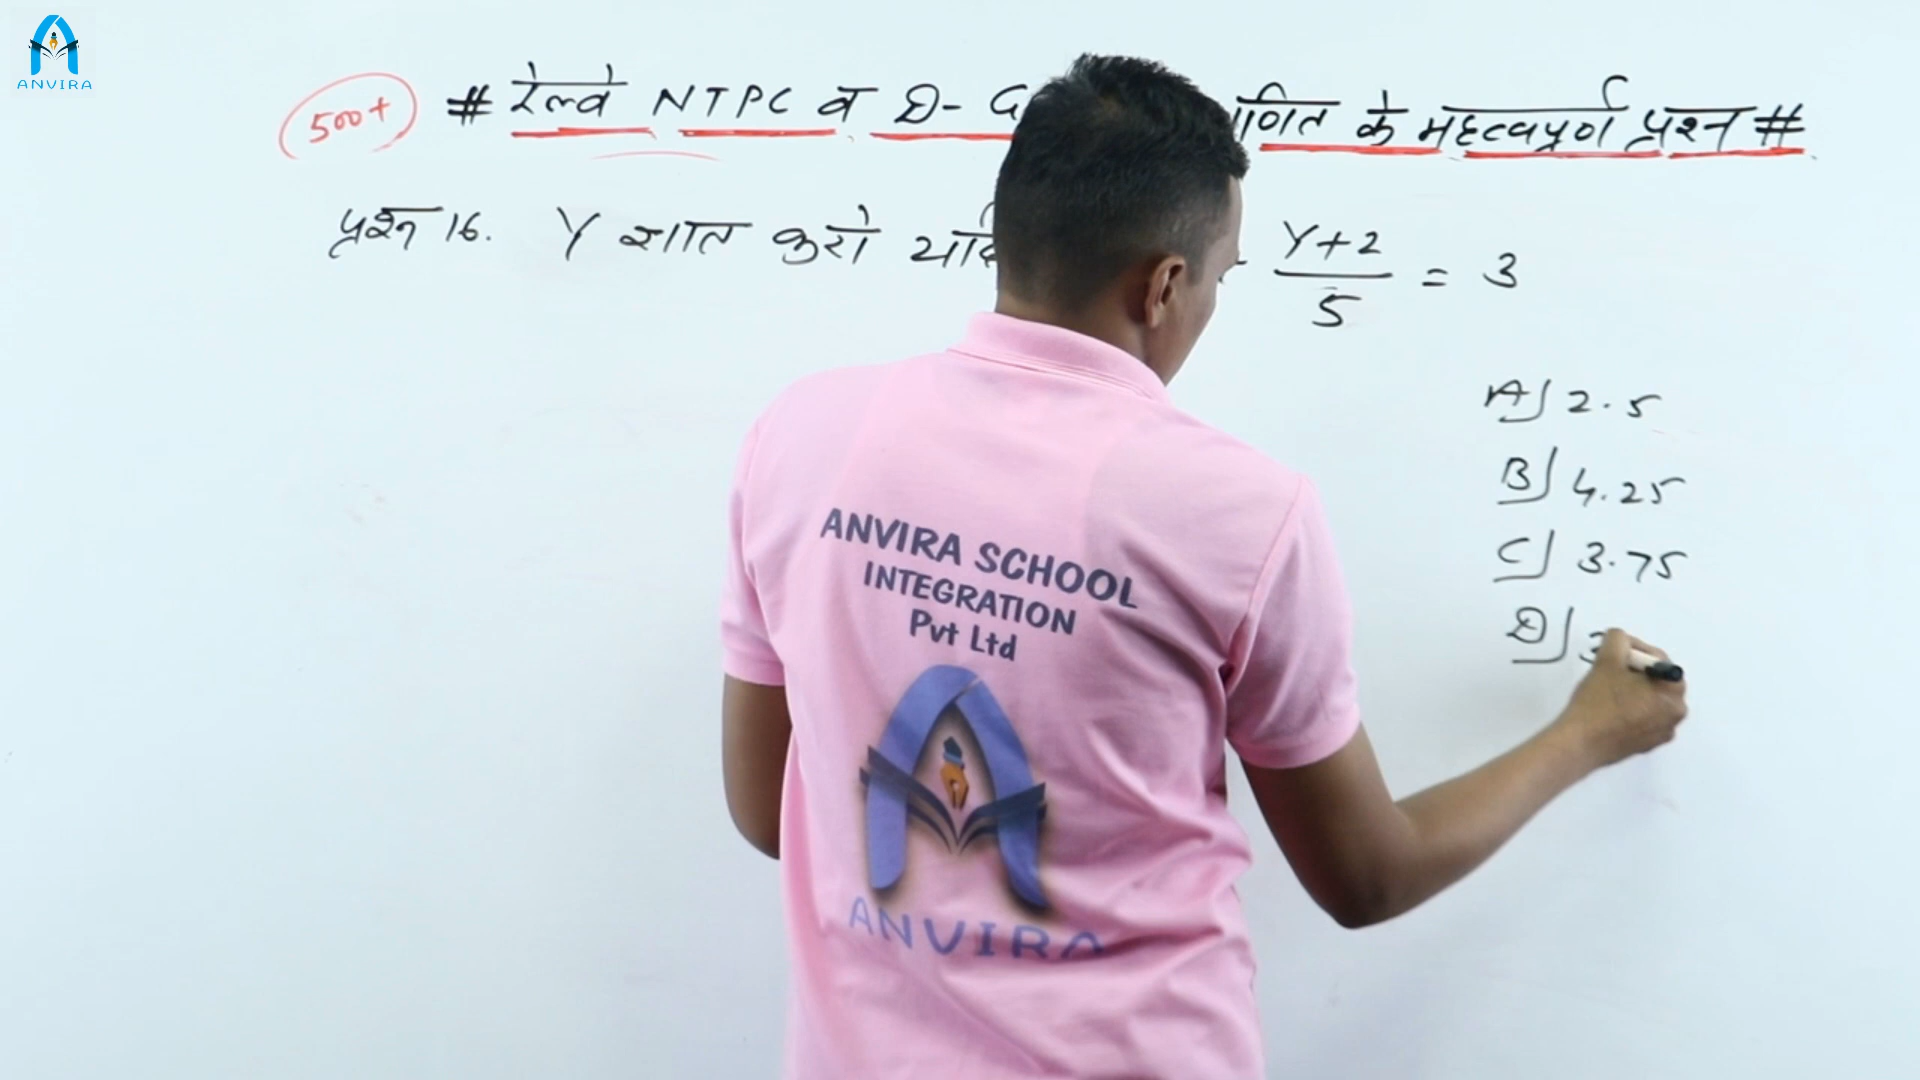 ANVIRA
500+ # रेल्वे NTPC व D- G गणित के महत्वपूर्ण प्रश्न #
प्रश्न 16. Y ज्ञात करो यदि Y+2/5 = 3
A) 2.5
B) 4.25
C) 3.75
D) 3
ANVIRA SCHOOL
INTEGRATION
Pvt Ltd
ANVIRA